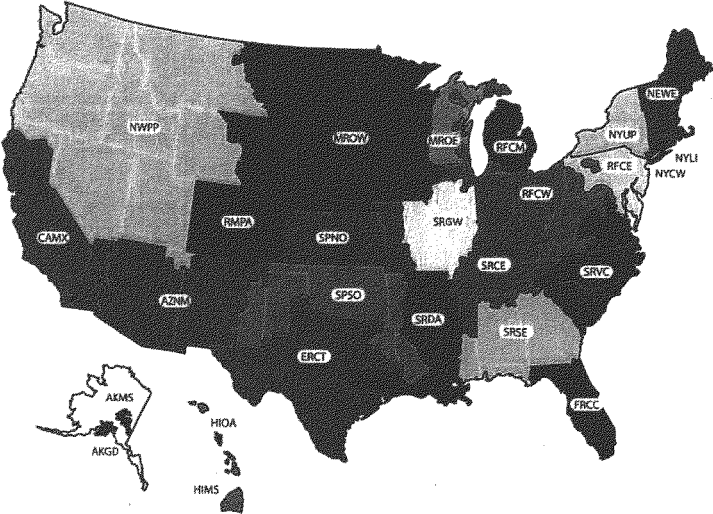 NEWE
NWPP
MROW
MROE
RFCM
NYUP
NYLI
RFCE
NYCW
RFCW
RMPA
SRGW
CAMX
SPNO
SRCE
SRVC
AZNM
SPSO
SRDA
SRSE
ERCT
AKMS
FRCC
HIOA
AKGD
HIMS